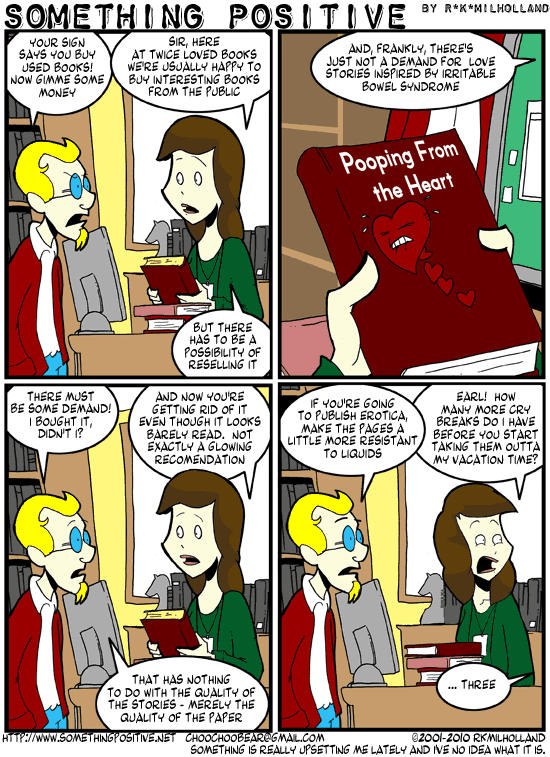 SOMETHING POSITIVE BY R*K*MILHOLLAND
YOUR SIGN
SAYS YOU BUY
USED BOOKS!
NOW GIMME SOME
MONEY
SIR, HERE
AT TWICE LOVED BOOKS
WE'RE USUALLY HAPPY TO
BUY INTERESTING BOOKS
FROM THE PUBLIC
BUT THERE
HAS TO BE A
POSSIBILITY OF
RESELLING IT
AND, FRANKLY, THERE'S
JUST NOT A DEMAND FOR LOVE
STORIES INSPIRED BY IRRITABLE
BOWEL SYNDROME
Pooping From
the Heart
THERE MUST
BE SOME DEMAND!
I BOUGHT IT,
DIDN'T I?
AND NOW YOU'RE
GETTING RID OF IT
EVEN THOUGH IT LOOKS
BARELY READ. NOT
EXACTLY A GLOWING
RECOMENDATION
THAT HAS NOTHING
TO DO WITH THE QUALITY OF
THE STORIES - MERELY THE
QUALITY OF THE PAPER
IF YOU'RE GOING
TO PUBLISH EROTICA,
MAKE THE PAGES A
LITTLE MORE RESISTANT
TO LIQUIDS
EARL! HOW
MANY MORE CRY
BREAKS DO I HAVE
BEFORE YOU START
TAKING THEM OUTTA
MY VACATION TIME?
... THREE
HTTP://WWW.SOMETHINGPOSITIVE.NET CHOOCHOOBEAR@GMAIL.COM ©2001-2010 RKMILHOLLAND
SOMETHING IS REALLY UPSETTING ME LATELY AND I'VE NO IDEA WHAT IT IS.